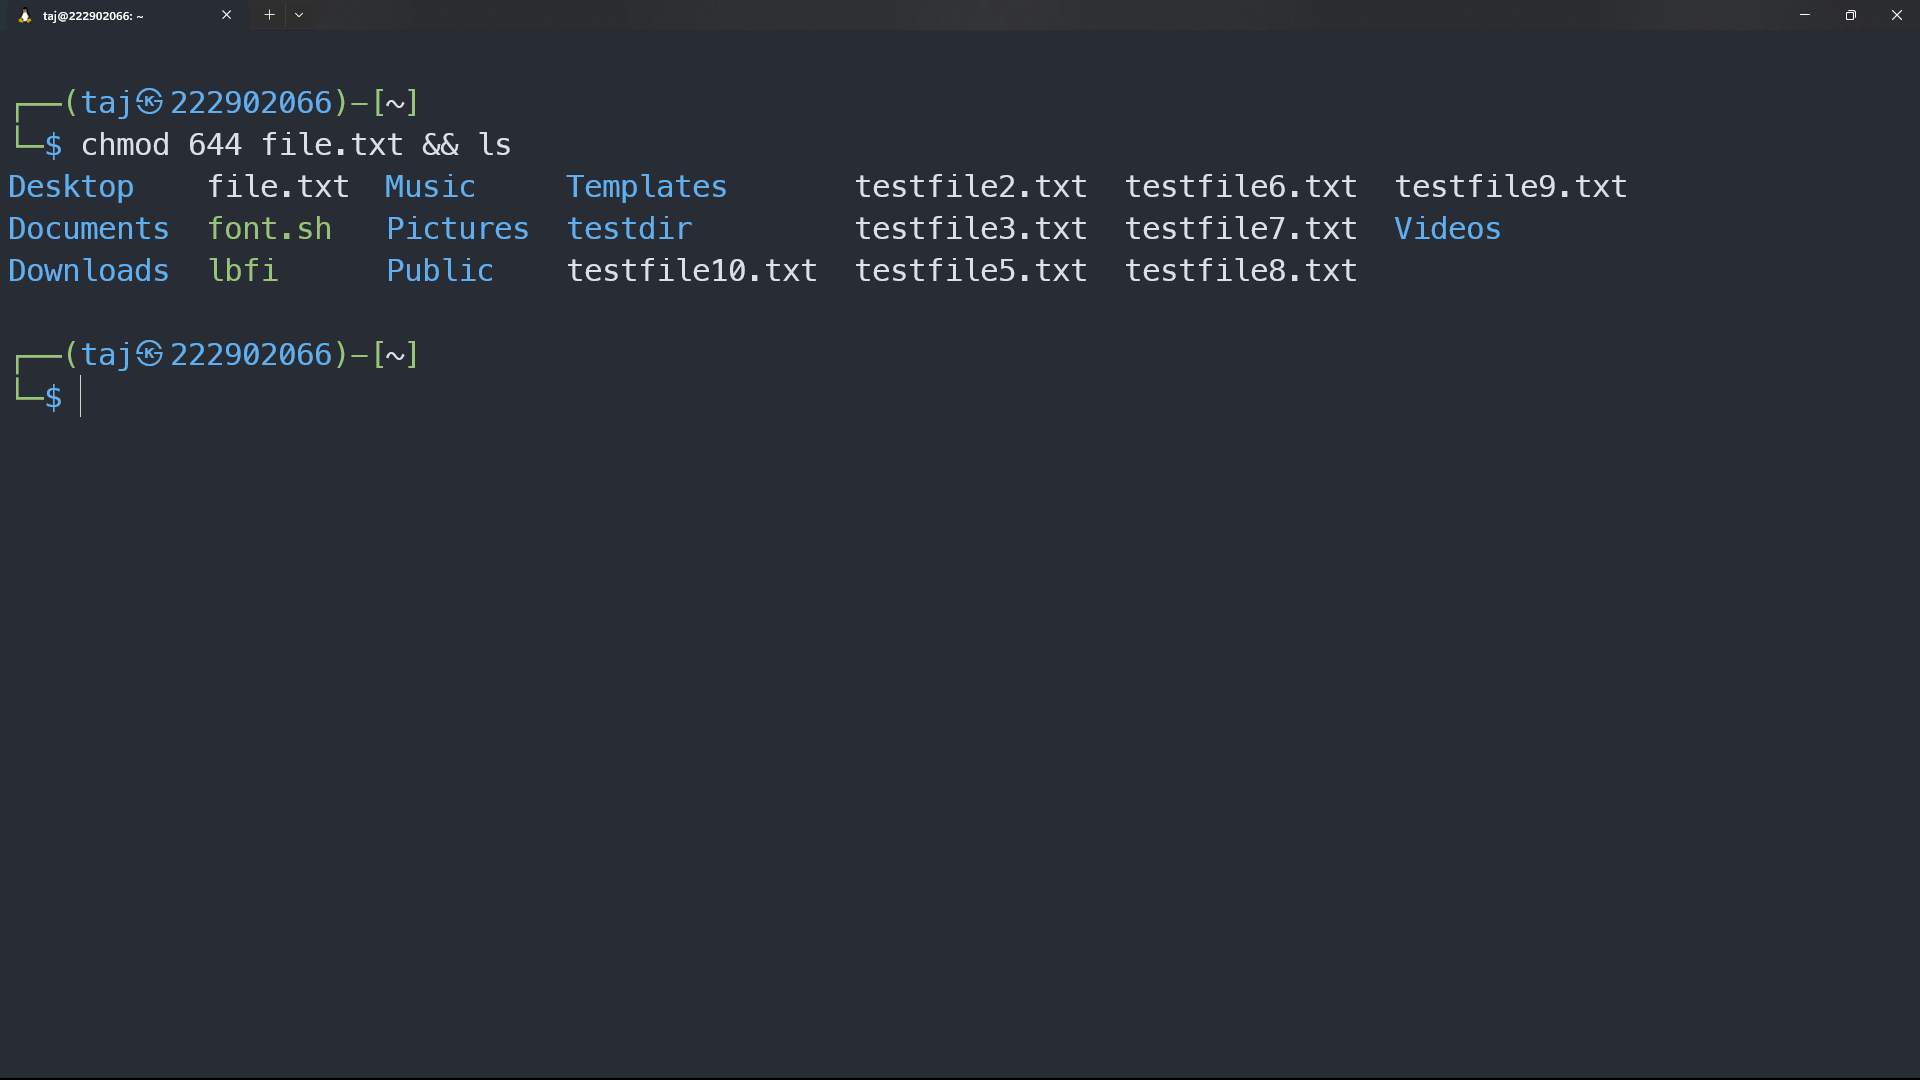 taj@222902066: ~
┌──(taj㉿222902066)-[~]
└─$ chmod 644 file.txt && ls
Desktop    file.txt  Music     Templates       testfile2.txt  testfile6.txt  testfile9.txt
Documents  font.sh   Pictures  testdir         testfile3.txt  testfile7.txt  Videos
Downloads  lbfi      Public    testfile10.txt  testfile5.txt  testfile8.txt
┌──(taj㉿222902066)-[~]
└─$